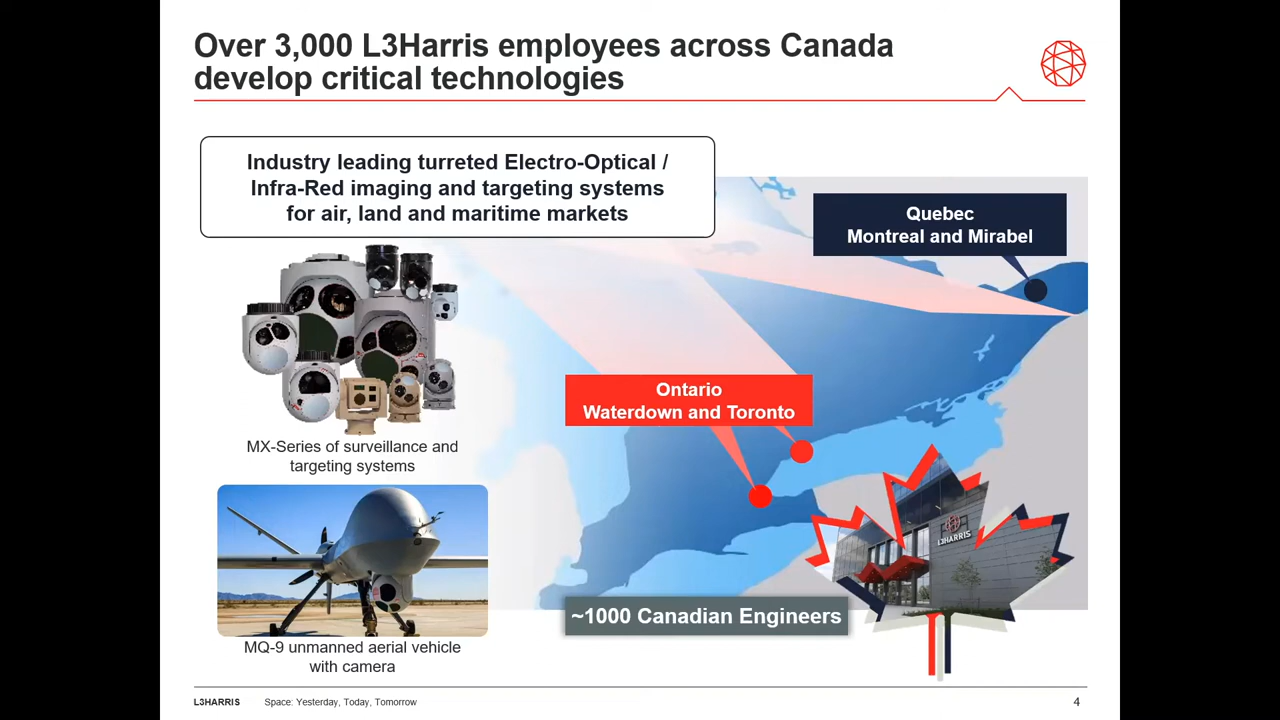 Over 3,000 L3Harris employees across Canada
develop critical technologies
Industry leading turreted Electro-Optical /
Infra-Red imaging and targeting systems
for air, land and maritime markets
Quebec
Montreal and Mirabel
Ontario
Waterdown and Toronto
MX-Series of surveillance and
targeting systems
L3HARRIS
~1000 Canadian Engineers
MQ-9 unmanned aerial vehicle
with camera
L3HARRIS Space: Yesterday, Today, Tomorrow 4